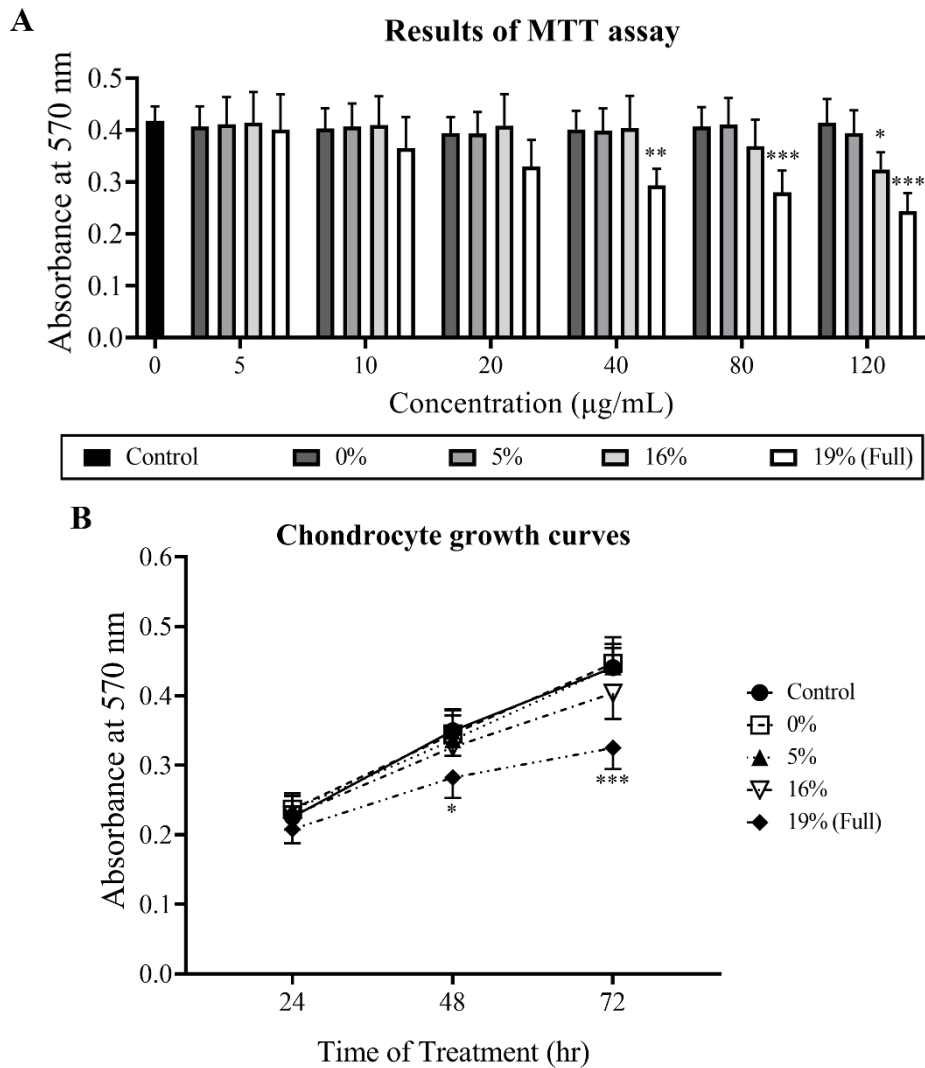 A
Results of MTT assay
Absorbance at 570 nm
0.5
0.4
0.3
0.2
0.1
0.0
**
***
*
***
0 5 10 20 40 80 120
Concentration (μg/mL)
Control 0% 5% 16% 19% (Full)
B
Chondrocyte growth curves
Absorbance at 570 nm
0.6
0.5
0.4
0.3
0.2
0.1
0.0
*
***
24 48 72
Time of Treatment (hr)
Control
0%
5%
16%
19% (Full)